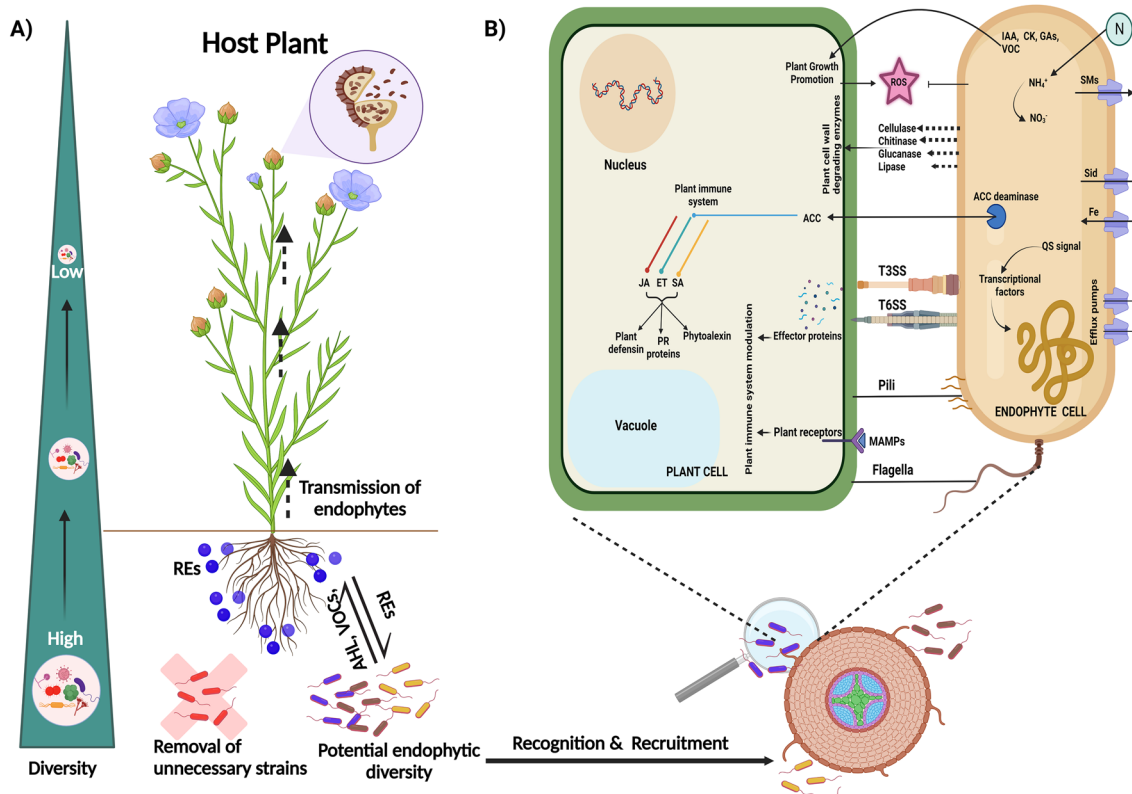 A)
Host Plant
Low
High
Diversity
Transmission of
endophytes
REs
REs
AHL, VOCs,
Removal of
unnecessary strains
Potential endophytic
diversity
Recognition & Recruitment
B)
N
IAA, CK, GAs,
VOC
Plant Growth
Promotion
ROS
NH₄⁺
NO₃⁻
SMs
Nucleus
Plant cell wall
degrading enzymes
Cellulase
Chitinase
Glucanase
Lipase
Sid
Plant immune
system
ACC
ACC deaminase
Fe
QS signal
Transcriptional
factors
JA ET SA
T3SS
T6SS
Efflux pumps
Plant
defensin
PR
proteins
Phytoalexin
Plant immune system modulation
Effector proteins
Pili
ENDOPHYTE CELL
Vacuole
Plant receptors
MAMPs
PLANT CELL
Flagella